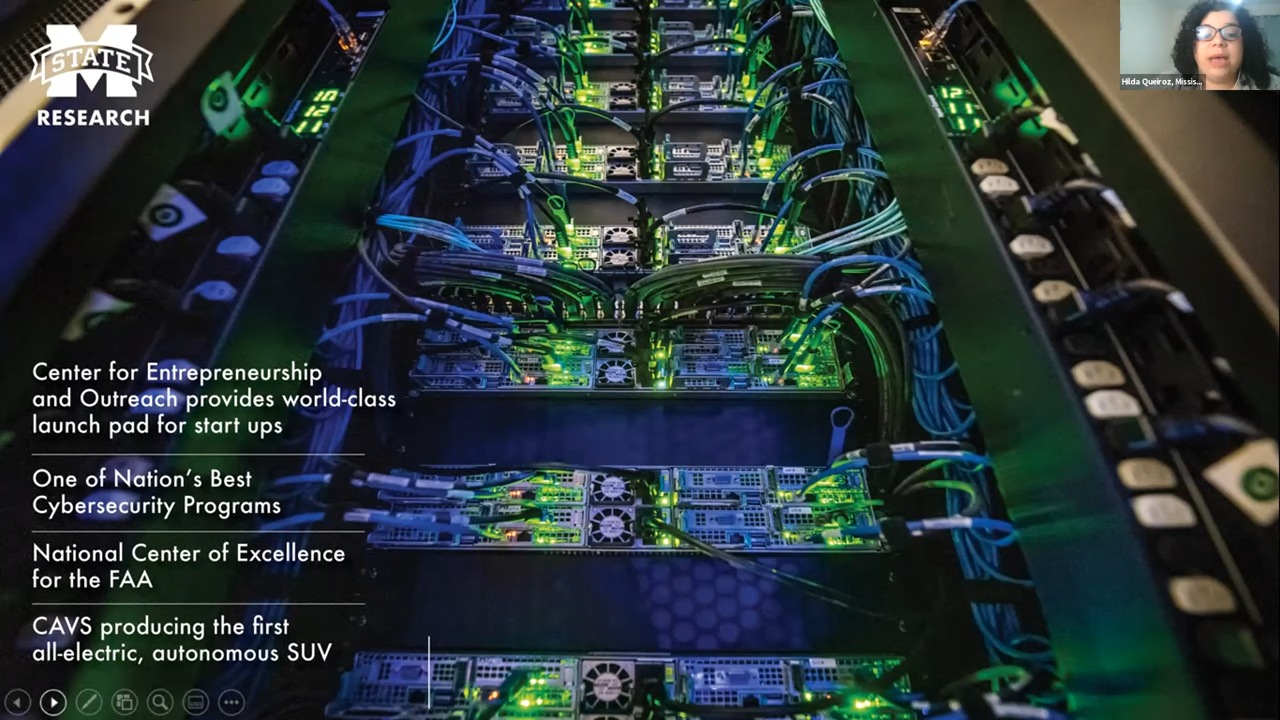 STATE
RESEARCH
Hilda Queiroz, Missis...
Center for Entrepreneurship
and Outreach provides world-class
launch pad for start ups
One of Nation's Best
Cybersecurity Programs
National Center of Excellence
for the FAA
CAVS producing the first
all-electric, autonomous SUV